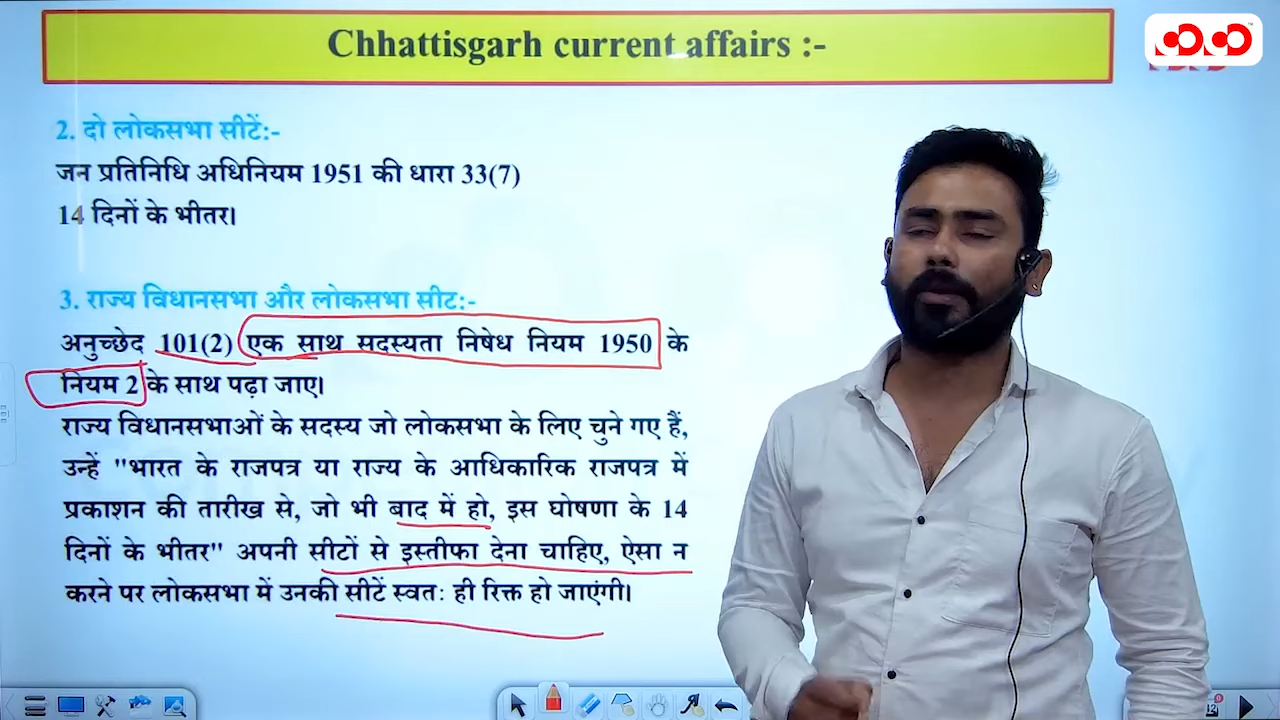 Chhattisgarh current affairs :-
2. दो लोकसभा सीटें:-
जन प्रतिनिधि अधिनियम 1951 की धारा 33(7)
14 दिनों के भीतर।
3. राज्य विधानसभा और लोकसभा सीट:-
अनुच्छेद 101(2) एक साथ सदस्यता निषेध नियम 1950 के
नियम 2 के साथ पढ़ा जाए।
राज्य विधानसभाओं के सदस्य जो लोकसभा के लिए चुने गए हैं,
उन्हें "भारत के राजपत्र या राज्य के आधिकारिक राजपत्र में
प्रकाशन की तारीख से, जो भी बाद में हो, इस घोषणा के 14
दिनों के भीतर" अपनी सीटों से इस्तीफा देना चाहिए, ऐसा न
करने पर लोकसभा में उनकी सीटें स्वतः ही रिक्त हो जाएंगी।